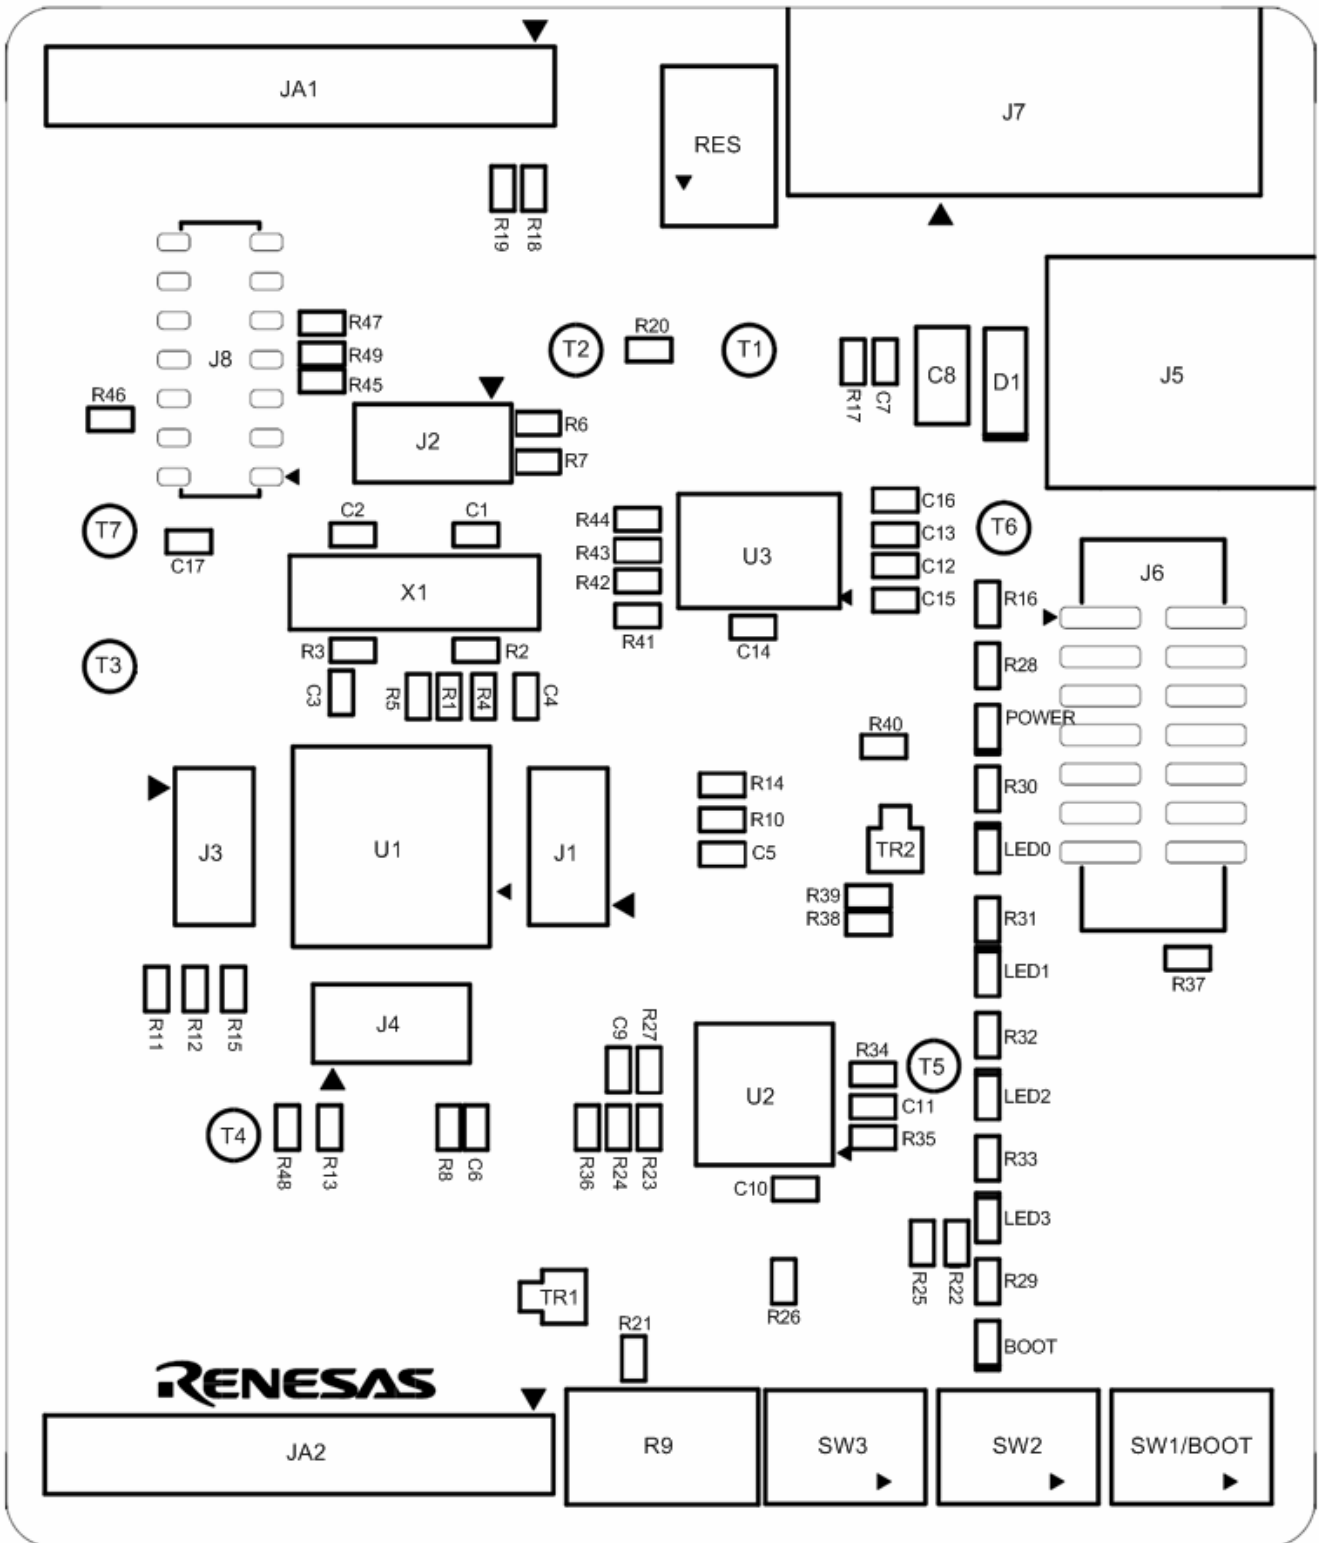 JA1
J7
RES
R19
R18
R47
R20
T2
T1
R49
J8
C8
D1
J5
R45
R46
R17
C7
J2
R6
R7
C2
C1
R44
C16
T7
C13
T6
C17
R43
U3
C12
J6
X1
R42
C15
R16
R41
C14
R3
R2
T3
R28
C3
R5
R1
R4
C4
POWER
R40
R14
R30
R10
J3
U1
J1
C5
TR2
LED0
R39
R38
R31
LED1
R37
R11
R12
R15
J4
C9
R27
R32
R34
T5
U2
LED2
C11
T4
R35
R48
R13
R8
C6
R36
R24
R23
R33
C10
LED3
R25
R22
R29
TR1
R26
R21
BOOT
RENESAS
JA2
R9
SW3
SW2
SW1/BOOT